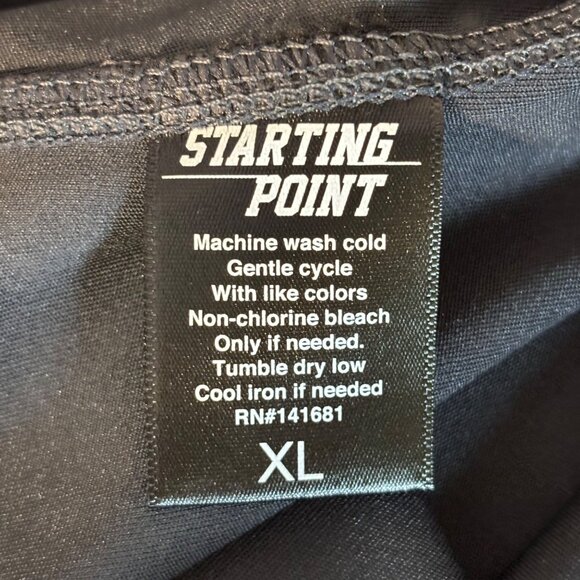 STARTING
POINT
Machine wash cold
Gentle cycle
With like colors
Non-chlorine bleach
Only if needed.
Tumble dry low
Cool iron if needed
RN#141681
XL